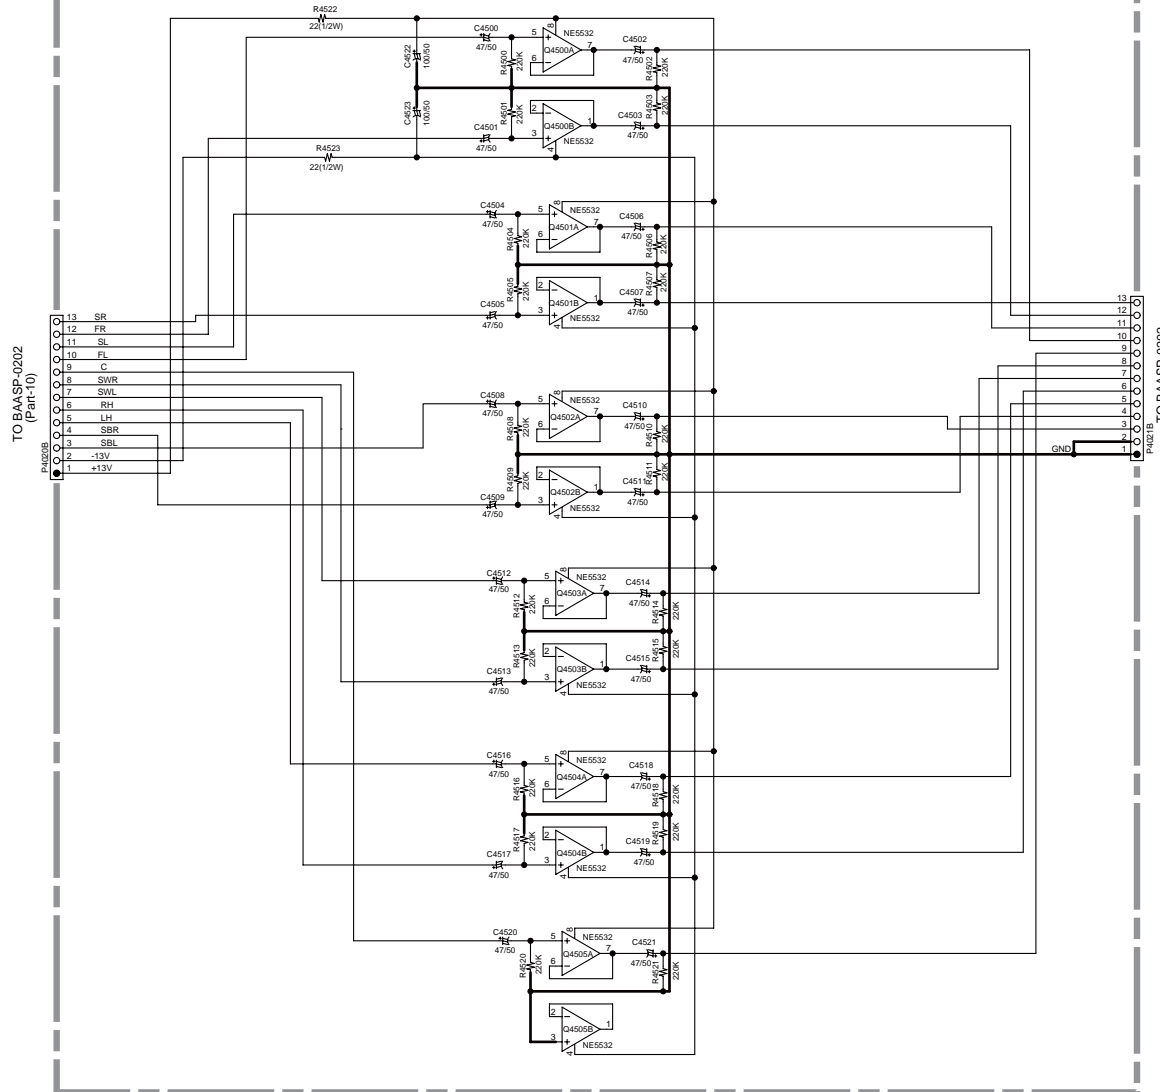 R4522
22(1/2W)
C4522
100/50
C4523
100/50
R4523
22(1/2W)
C4500
47/50
R4500
220K
5
6
7
8
NE5532
Q4500A
C4502
47/50
R4502
220K
R4501
220K
C4501
47/50
2
3
1
4
Q4500B
NE5532
C4503
47/50
R4503
220K
C4504
47/50
R4504
220K
5
6
7
8
NE5532
Q4501A
C4506
47/50
R4506
220K
C4505
47/50
R4505
220K
2
3
1
4
Q4501B
NE5532
C4507
47/50
R4507
220K
TO BAASP-0202
(Part-10)
P4020B
13 SR
12 FR
11 SL
10 FL
9 C
8 SWR
7 SWL
6 RH
5 LH
4 SBR
3 SBL
2 -13V
1 +13V
13
12
11
10
9
8
7
6
5
4
3
2
1
GND
P4021B
C4508
47/50
R4508
220K
5
6
7
8
NE5532
Q4502A
C4510
47/50
R4510
220K
C4509
47/50
R4509
220K
2
3
1
4
Q4502B
NE5532
C4511
47/50
R4511
220K
C4512
47/50
R4512
220K
5
6
7
8
NE5532
Q4503A
C4514
47/50
R4514
220K
C4513
47/50
R4513
220K
2
3
1
4
Q4503B
NE5532
C4515
47/50
R4515
220K
C4516
47/50
R4516
220K
5
6
7
8
NE5532
Q4504A
C4518
47/50
R4518
220K
C4517
47/50
R4517
220K
2
3
1
4
Q4504B
NE5532
C4519
47/50
R4519
220K
C4520
47/50
R4520
220K
5
6
7
8
NE5532
Q4505A
C4521
47/50
R4521
220K
2
3
1
4
Q4505B
NE5532